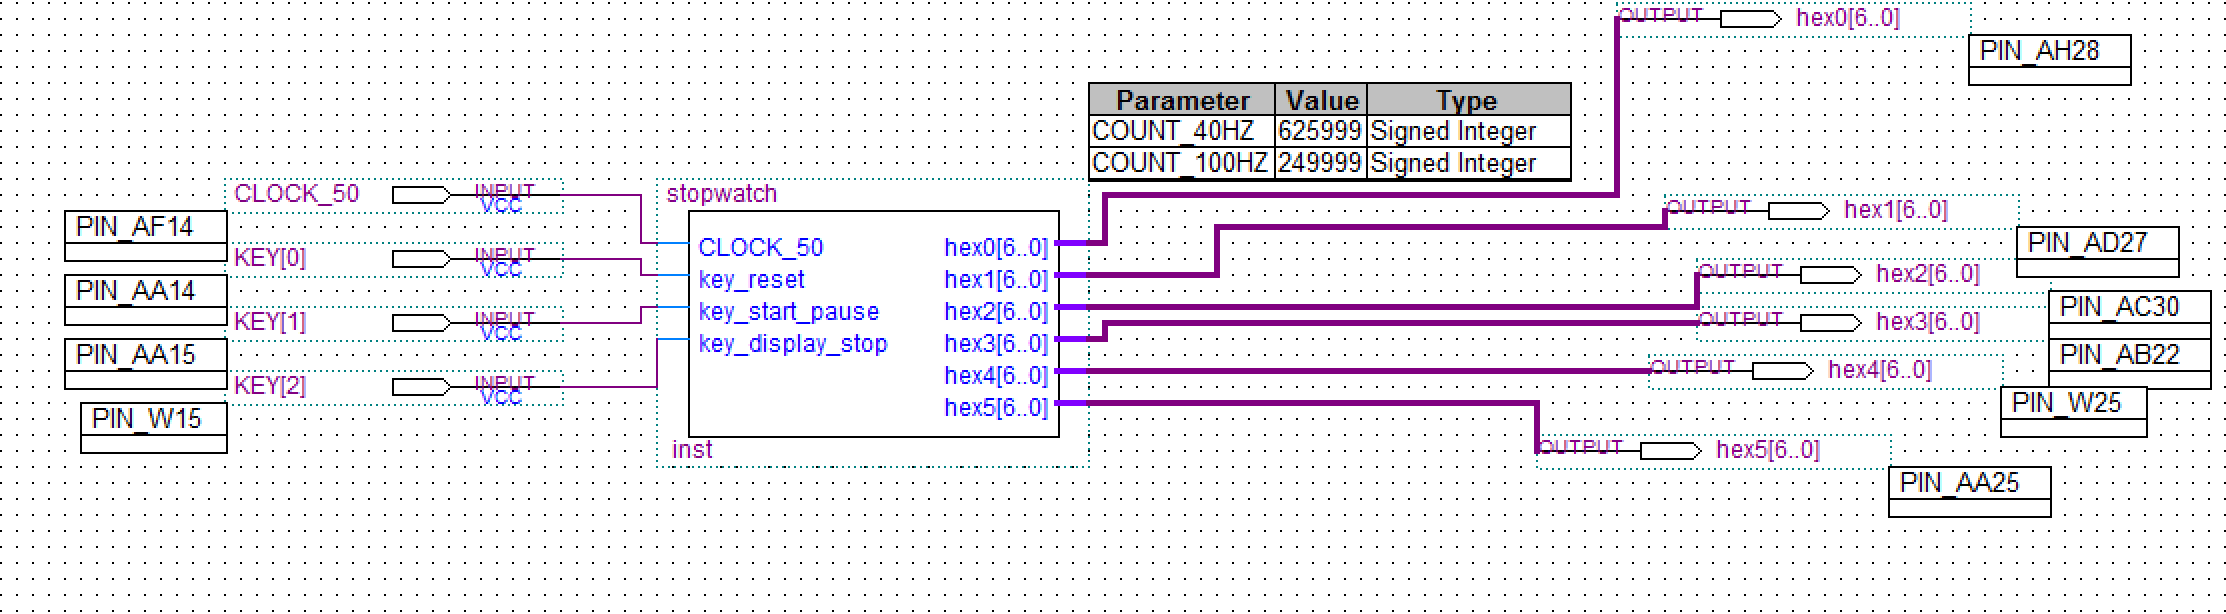 OUTPUT hex0[6..0]
PIN_AH28
Parameter Value Type
COUNT_40HZ 625999 Signed Integer
COUNT_100HZ 249999 Signed Integer
CLOCK_50 INPUT VCC
PIN_AF14
KEY[0] INPUT VCC
PIN_AA14
KEY[1] INPUT VCC
PIN_AA15
KEY[2] INPUT VCC
PIN_W15
stopwatch
CLOCK_50 hex0[6..0]
key_reset hex1[6..0]
key_start_pause hex2[6..0]
key_display_stop hex3[6..0]
hex4[6..0]
hex5[6..0]
inst
OUTPUT hex1[6..0]
PIN_AD27
OUTPUT hex2[6..0]
PIN_AC30
OUTPUT hex3[6..0]
PIN_AB22
OUTPUT hex4[6..0]
PIN_W25
OUTPUT hex5[6..0]
PIN_AA25